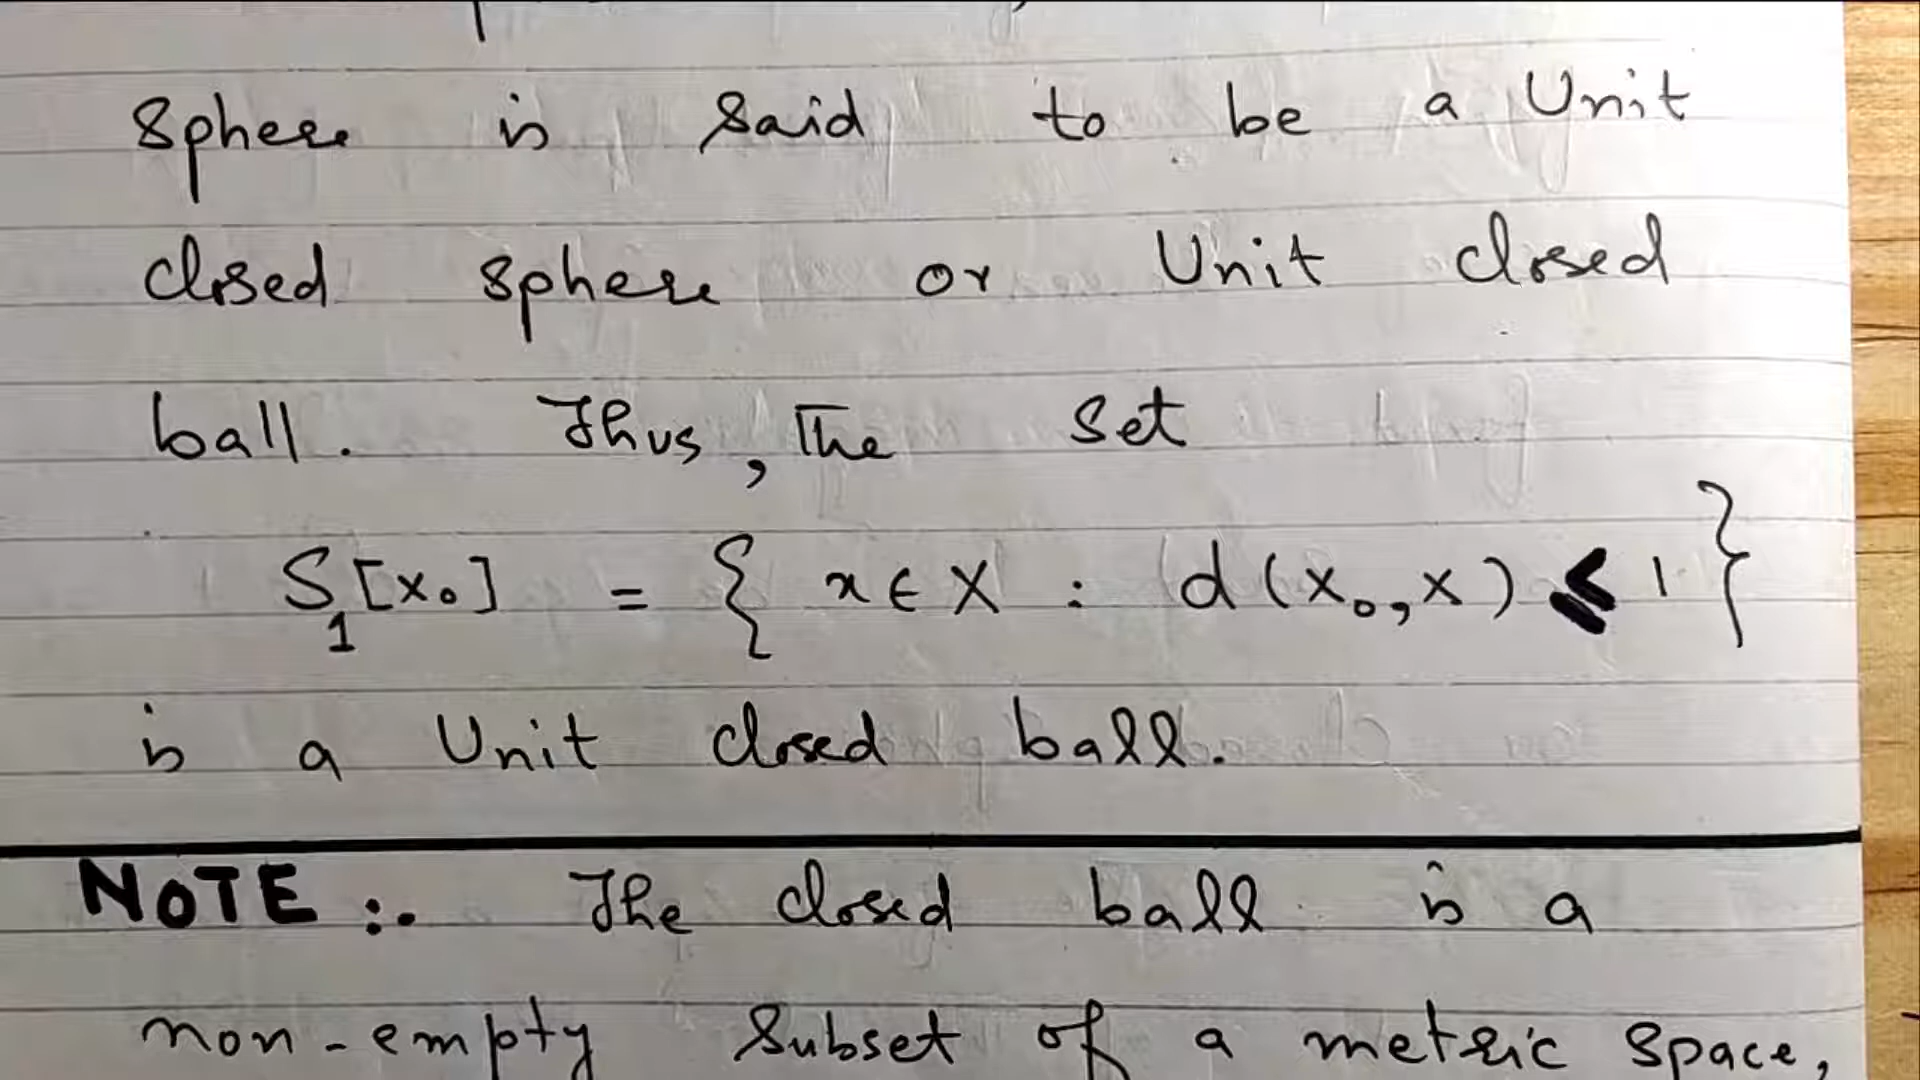 Sphere is said to be a Unit
closed sphere or Unit closed
ball. Thus, The set
S₁[x₀] = { x ∈ X : d(x₀,x) ≤ 1 }
is a Unit closed ball.
NOTE :. The closed ball is a
non-empty subset of a metric space,